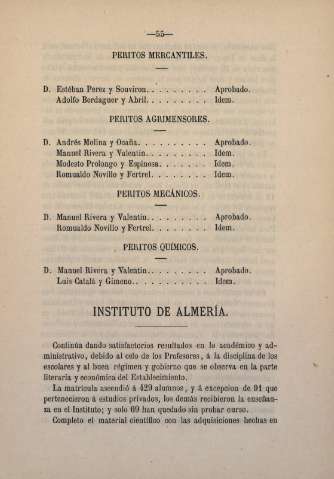 —55—
PERITOS MERCANTILES.
D. Estéban Perez y Souviron. . . . . . . . . Aprobado.
Adolfo Berdaguer y Abril. . . . . . . . . Idem.
PERITOS AGRIMENSORES.
D. Andrés Molina y Ocaña. . . . . . . . . . Aprobado.
Manuel Rivera y Valentin. . . . . . . . . Idem.
Modesto Prolongo y Espinosa. . . . . . . Idem.
Romualdo Novillo y Fertrel. . . . . . . . Idem.
PERITOS MECÁNICOS.
D. Manuel Rivera y Valentin. . . . . . . . . Aprobado.
Romualdo Novillo y Fertrel. . . . . . . . Idem.
PERITOS QUÍMICOS.
D. Manuel Rivera y Valentin. . . . . . . . . Aprobado.
Luis Catalá y Gimeno. . . . . . . . . . . Idem.
INSTITUTO DE ALMERÍA.
Continúa dando satisfactorios resultados en lo académico y ad-
ministrativo, debido al celo de los Profesores, á la disciplina de los
escolares y al buen régimen y gobierno que se observa en la parte
literaria y económica del Establecimiento.
La matrícula ascendió á 429 alumnos, y á excepcion de 91 que
pertenecieron á estudios privados, los demás recibieron la enseñan-
za en el Instituto; y solo 69 han quedado sin probar curso.
Completo el material científico con las adquisiciones hechas en